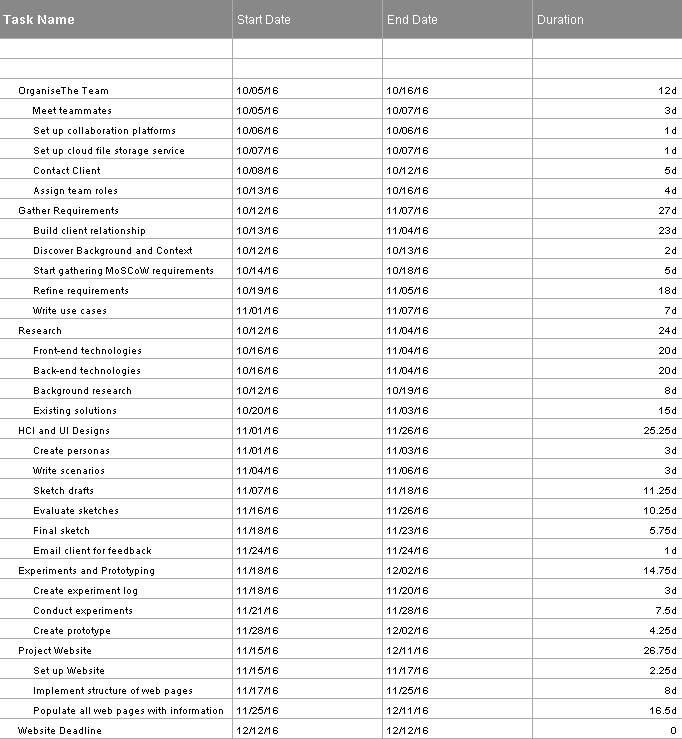 Task Name Start Date End Date Duration
OrganiseThe Team 10/05/16 10/16/16 12d
Meet teammates 10/05/16 10/07/16 3d
Set up collaboration platforms 10/06/16 10/06/16 1d
Set up cloud file storage service 10/07/16 10/07/16 1d
Contact Client 10/08/16 10/12/16 5d
Assign team roles 10/13/16 10/16/16 4d
Gather Requirements 10/12/16 11/07/16 27d
Build client relationship 10/13/16 11/04/16 23d
Discover Background and Context 10/12/16 10/13/16 2d
Start gathering MoSCoW requirements 10/14/16 10/18/16 5d
Refine requirements 10/19/16 11/05/16 18d
Write use cases 11/01/16 11/07/16 7d
Research 10/12/16 11/04/16 24d
Front-end technologies 10/16/16 11/04/16 20d
Back-end technologies 10/16/16 11/04/16 20d
Background research 10/12/16 10/19/16 8d
Existing solutions 10/20/16 11/03/16 15d
HCI and UI Designs 11/01/16 11/26/16 25.25d
Create personas 11/01/16 11/03/16 3d
Write scenarios 11/04/16 11/06/16 3d
Sketch drafts 11/07/16 11/18/16 11.25d
Evaluate sketches 11/16/16 11/26/16 10.25d
Final sketch 11/18/16 11/23/16 5.75d
Email client for feedback 11/24/16 11/24/16 1d
Experiments and Prototyping 11/18/16 12/02/16 14.75d
Create experiment log 11/18/16 11/20/16 3d
Conduct experiments 11/21/16 11/28/16 7.5d
Create prototype 11/28/16 12/02/16 4.25d
Project Website 11/15/16 12/11/16 26.75d
Set up Website 11/15/16 11/17/16 2.25d
Implement structure of web pages 11/17/16 11/25/16 8d
Populate all web pages with information 11/25/16 12/11/16 16.5d
Website Deadline 12/12/16 12/12/16 0